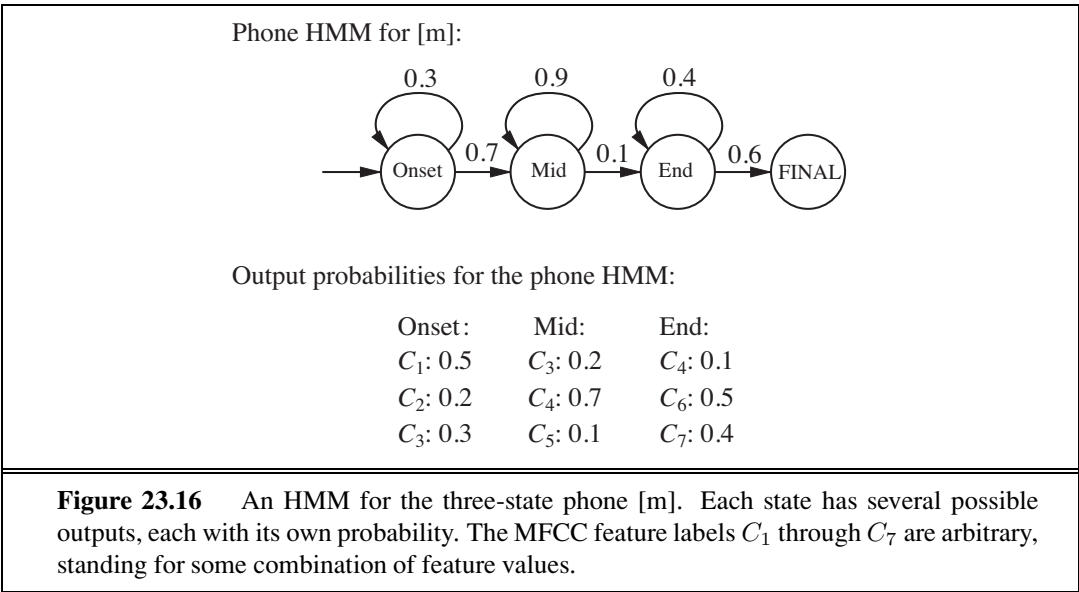 Phone HMM for [m]:
0.3 0.9 0.4
0.7 0.1 0.6
Onset Mid End FINAL
Output probabilities for the phone HMM:
Onset: Mid: End:
C₁: 0.5 C₃: 0.2 C₄: 0.1
C₂: 0.2 C₄: 0.7 C₆: 0.5
C₃: 0.3 C₅: 0.1 C₇: 0.4
Figure 23.16 An HMM for the three-state phone [m]. Each state has several possible
outputs, each with its own probability. The MFCC feature labels C₁ through C₇ are arbitrary,
standing for some combination of feature values.